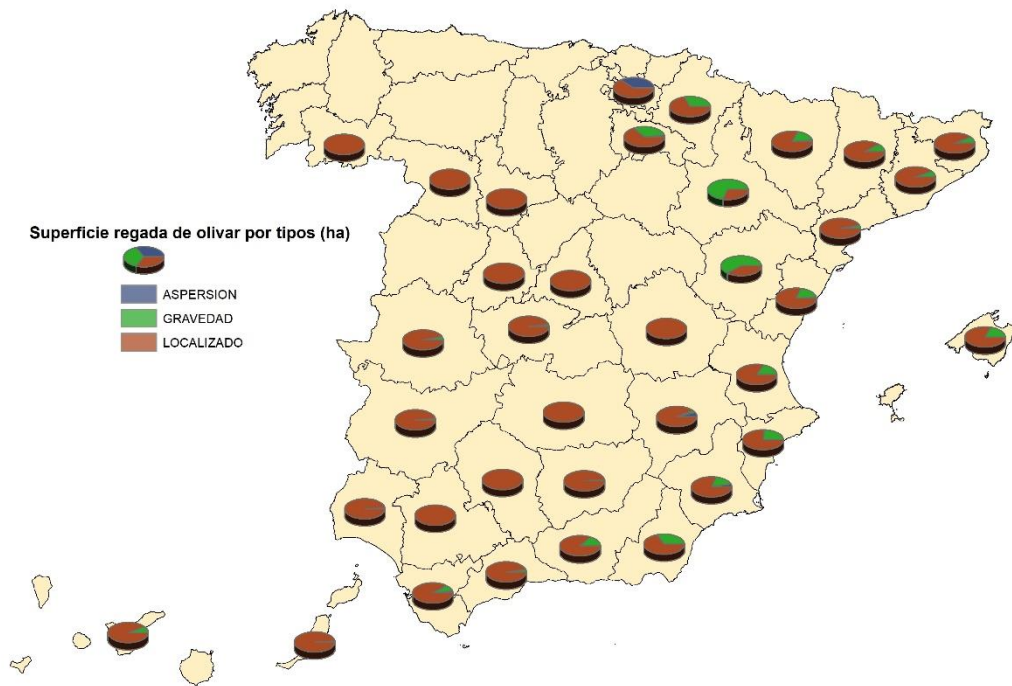 Superficie regada de olivar por tipos (ha)
ASPERSION
GRAVEDAD
LOCALIZADO